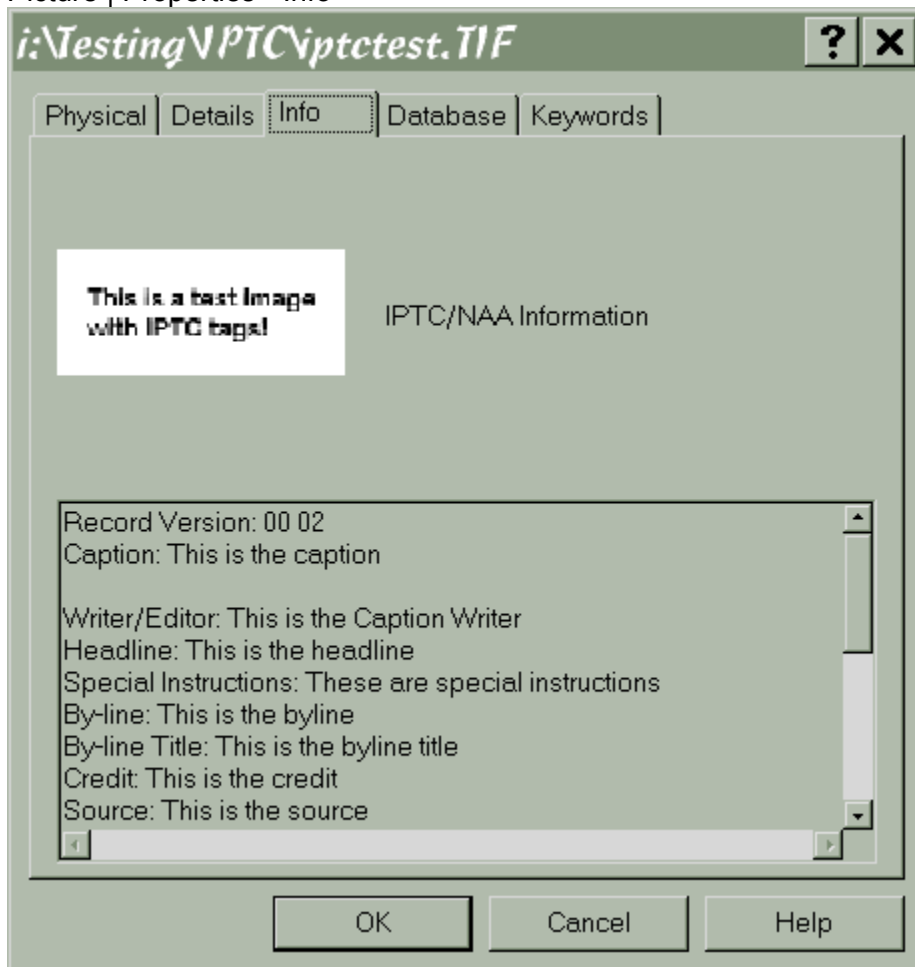 Picture | Properties - Info
i:\Testing\IPTC\iptctest.TIF
? X
Physical Details Info Database Keywords
This is a test Image
with IPTC tags!
IPTC/NAA Information
Record Version: 00 02
Caption: This is the caption
Writer/Editor: This is the Caption Writer
Headline: This is the headline
Special Instructions: These are special instructions
By-line: This is the byline
By-line Title: This is the byline title
Credit: This is the credit
Source: This is the source
OK Cancel Help